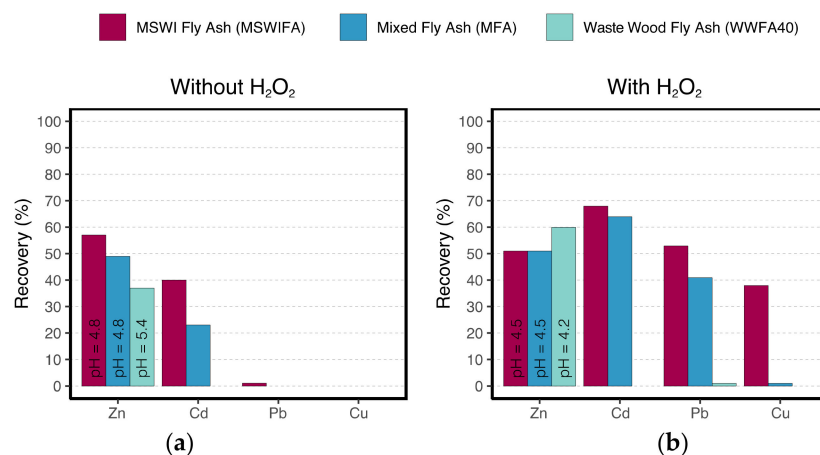 MSWI Fly Ash (MSWIFA) Mixed Fly Ash (MFA) Waste Wood Fly Ash (WWFA40)
Without H₂O₂ With H₂O₂
Recovery (%)
100
90
80
70
60
50
40
30
20
10
0
pH = 4.8
pH = 4.8
pH = 5.4
Zn Cd Pb Cu
(a)
Recovery (%)
100
90
80
70
60
50
40
30
20
10
0
pH = 4.5
pH = 4.5
pH = 4.2
Zn Cd Pb Cu
(b)